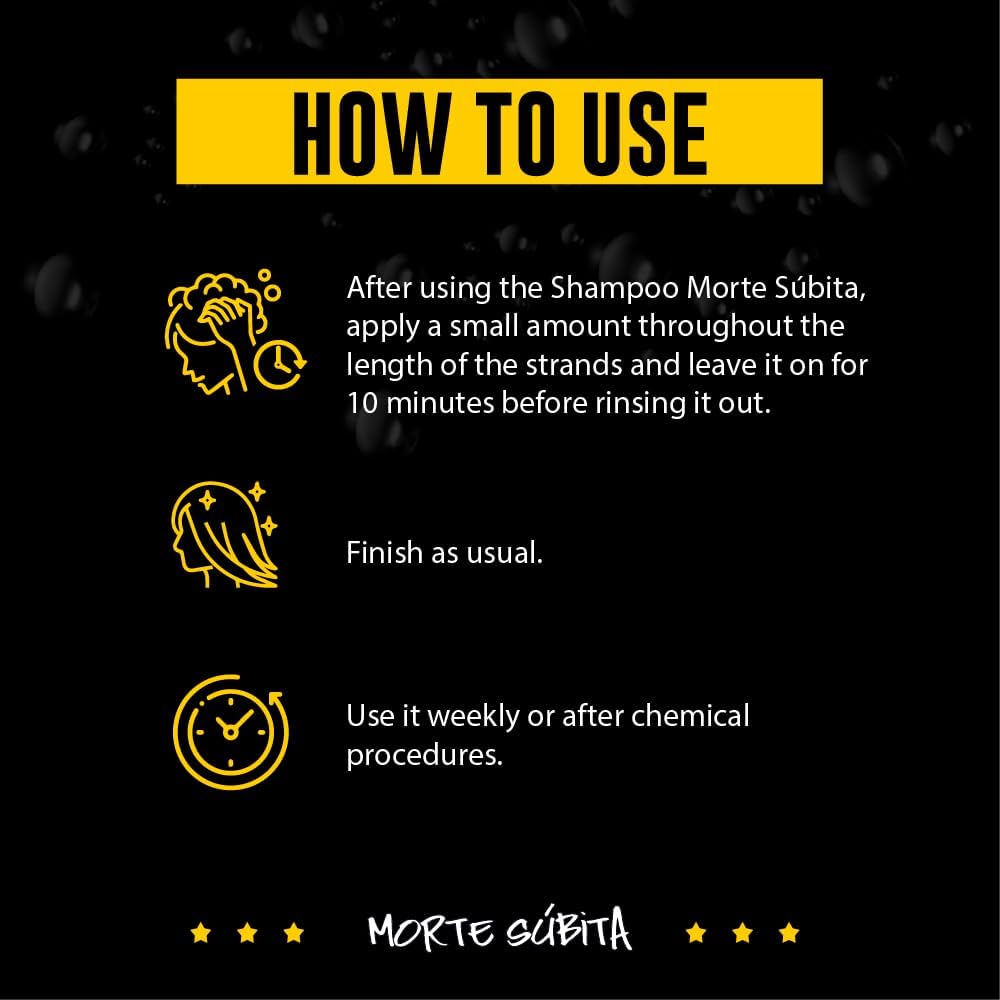 HOW TO USE
After using the Shampoo Morte Súbita,
apply a small amount throughout the
length of the strands and leave it on for
10 minutes before rinsing it out.
Finish as usual.
Use it weekly or after chemical
procedures.
MORTE SÚBITA